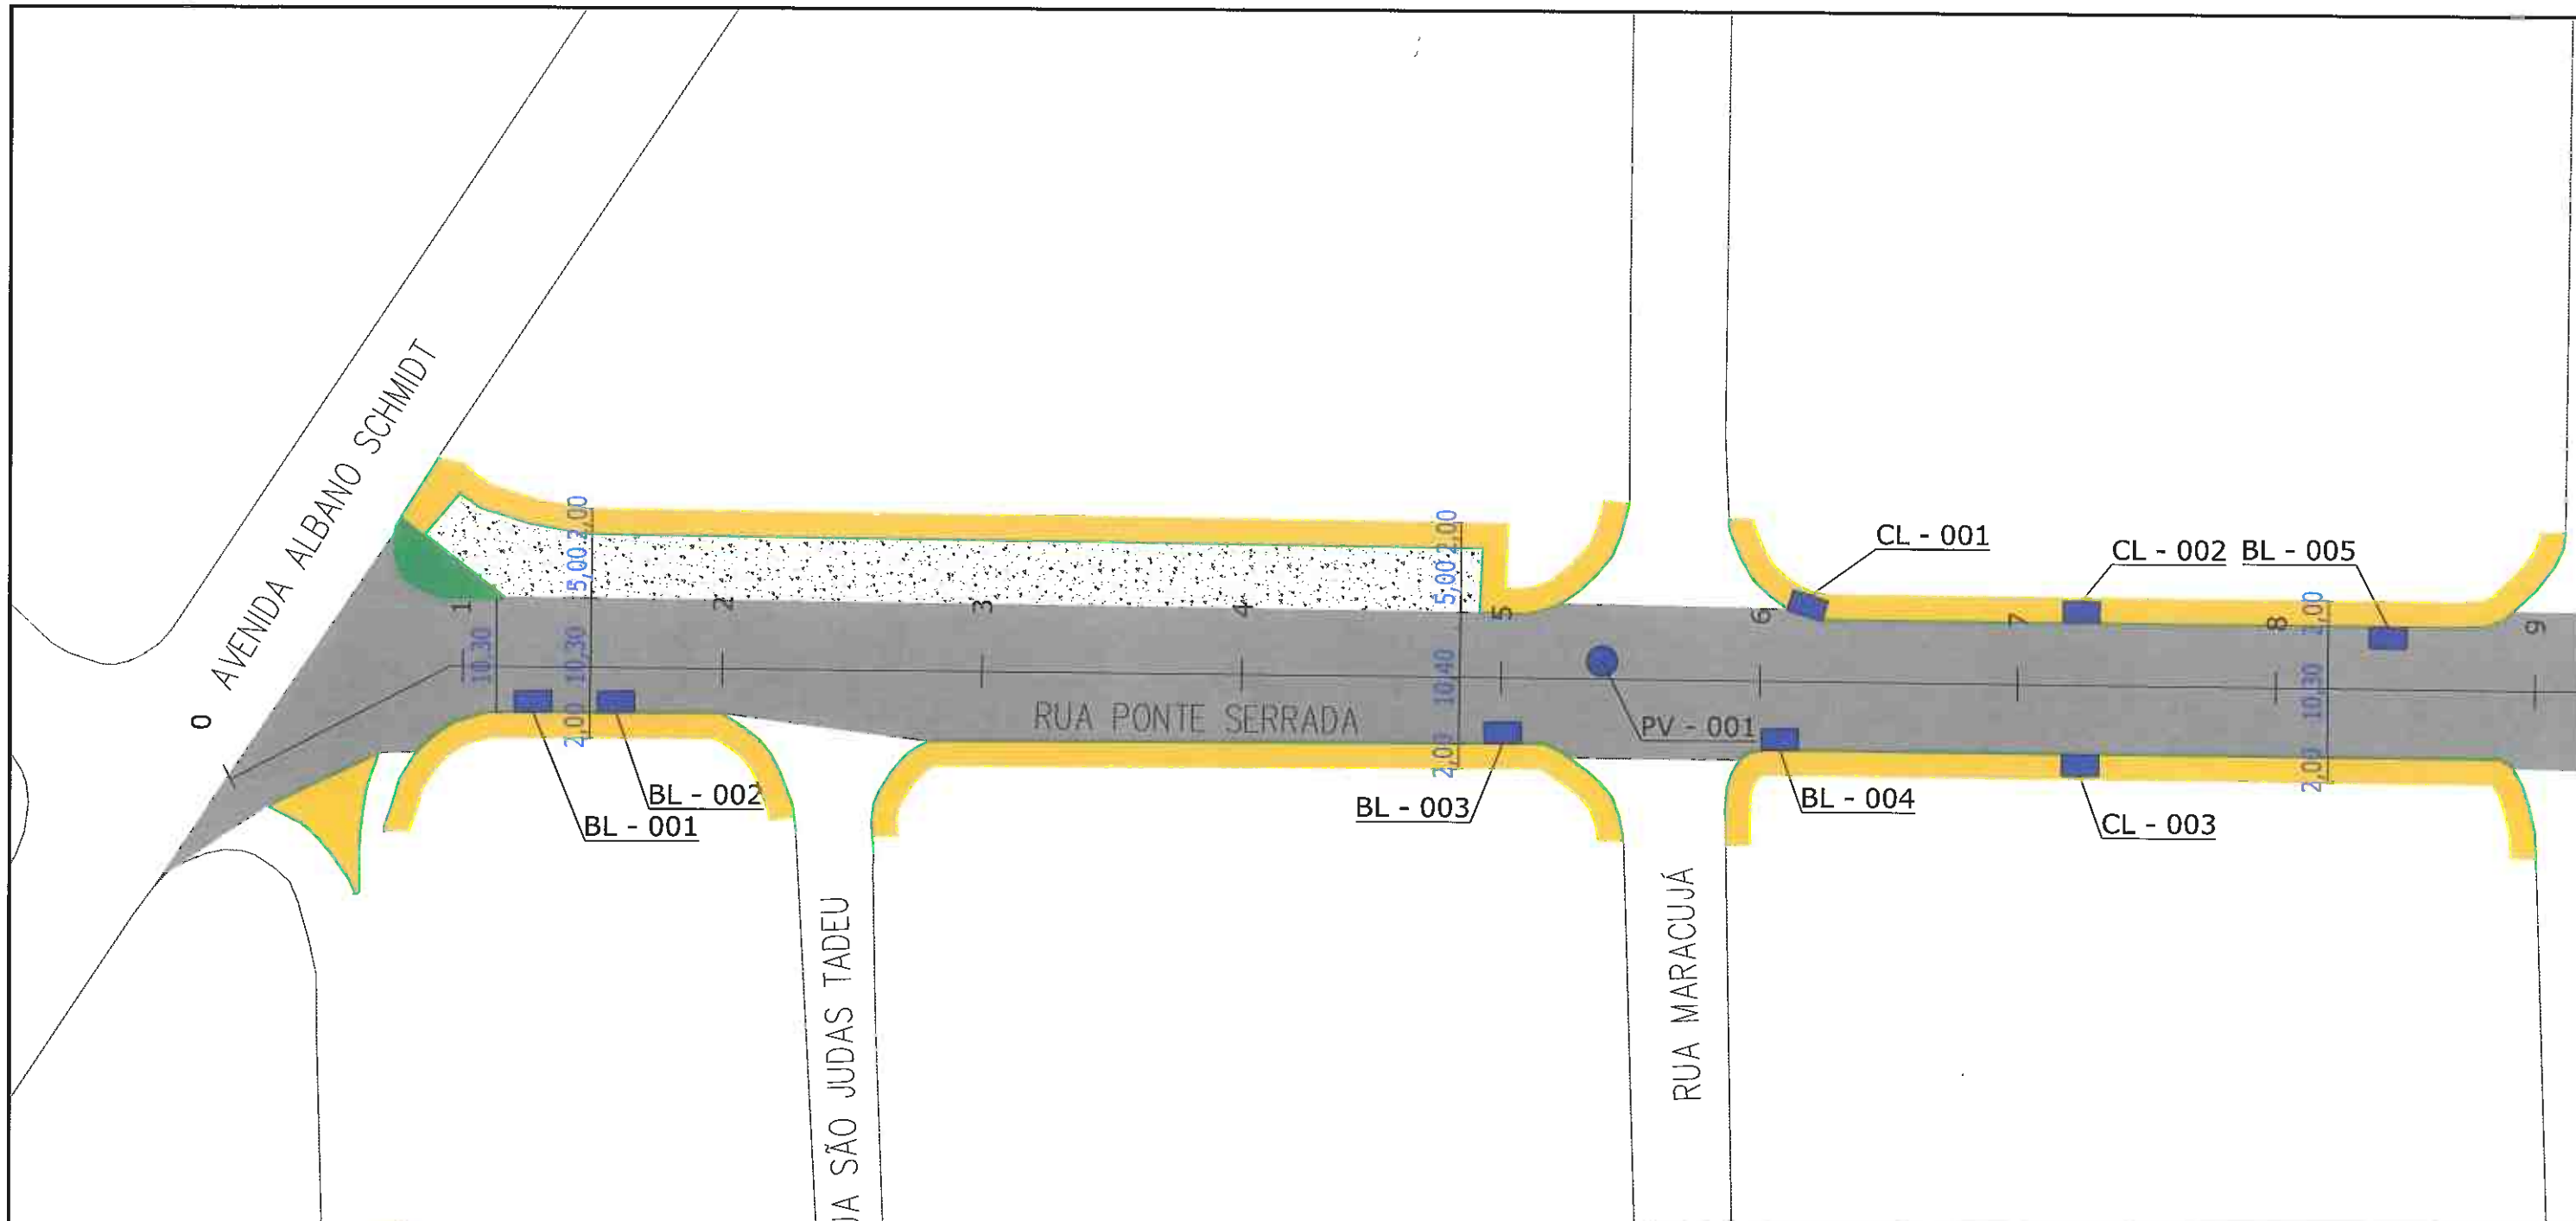 AVENIDA ALBANO SCHMIDT
0
1
2
3
4
5
6
7
8
9
2,00
5,00
10,30
10,30
2,00
2,00
5,00
10,40
2,00
2,00
10,30
2,00
RUA PONTE SERRADA
BL - 001
BL - 002
BL - 003
PV - 001
BL - 004
CL - 001
CL - 002
BL - 005
CL - 003
UA SÃO JUDAS TADEU
RUA MARACUJÁ